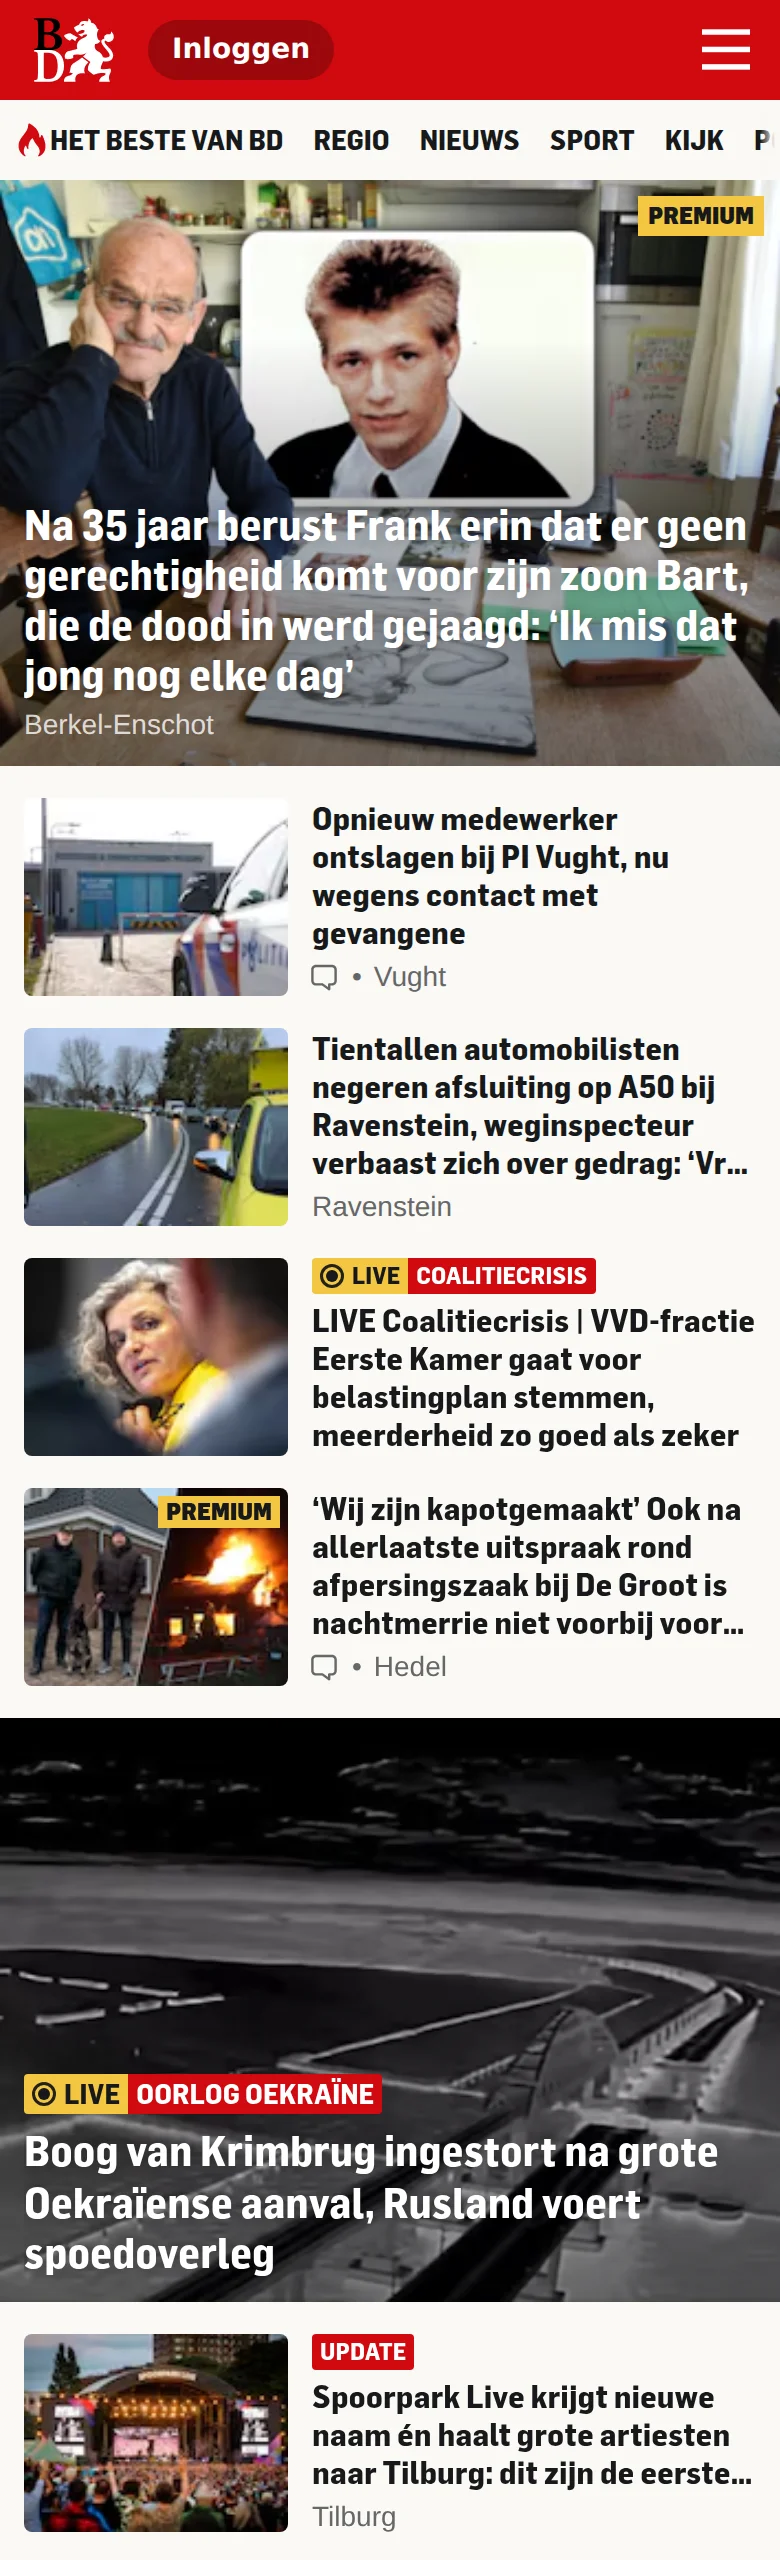 BD
Inloggen
HET BESTE VAN BD REGIO NIEUWS SPORT KIJK
PREMIUM
Na 35 jaar berust Frank erin dat er geen
gerechtigheid komt voor zijn zoon Bart,
die de dood in werd gejaagd: ‘Ik mis dat
jong nog elke dag’
Berkel-Enschot
Opnieuw medewerker
ontslagen bij PI Vught, nu
wegens contact met
gevangene
• Vught
Tientallen automobilisten
negeren afsluiting op A50 bij
Ravenstein, weginspecteur
verbaast zich over gedrag: ‘Vr...
Ravenstein
LIVE COALITIECRISIS
LIVE Coalitiecrisis | VVD-fractie
Eerste Kamer gaat voor
belastingplan stemmen,
meerderheid zo goed als zeker
PREMIUM
‘Wij zijn kapotgemaakt’ Ook na
allerlaatste uitspraak rond
afpersingszaak bij De Groot is
nachtmerrie niet voorbij voor...
• Hedel
LIVE OORLOG OEKRAÏNE
Boog van Krimbrug ingestort na grote
Oekraïense aanval, Rusland voert
spoedoverleg
UPDATE
Spoorpark Live krijgt nieuwe
naam én haalt grote artiesten
naar Tilburg: dit zijn de eerste...
Tilburg